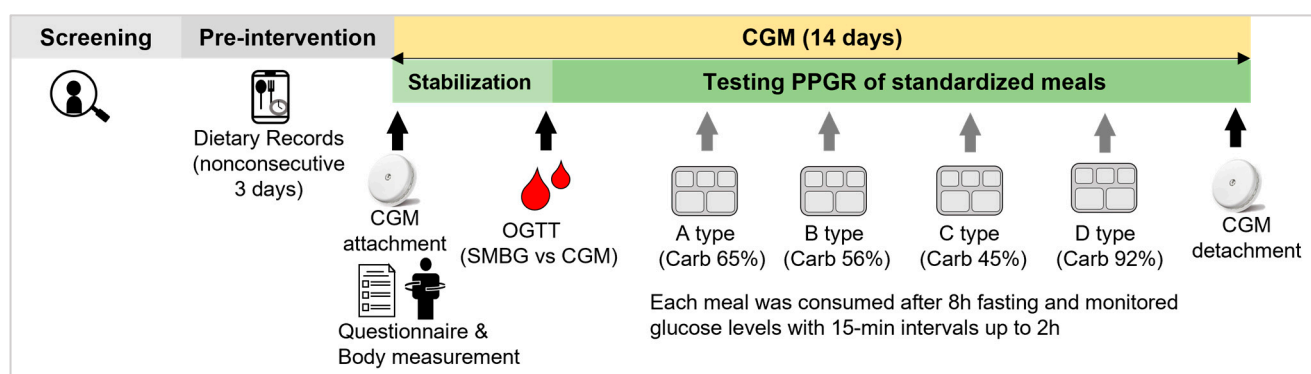 Screening
Pre-intervention
CGM (14 days)
Stabilization
Testing PPGR of standardized meals
Dietary Records
(nonconsecutive
3 days)
CGM
attachment
Questionnaire &
Body measurement
OGTT
(SMBG vs CGM)
A type
(Carb 65%)
B type
(Carb 56%)
C type
(Carb 45%)
D type
(Carb 92%)
CGM
detachment
Each meal was consumed after 8h fasting and monitored
glucose levels with 15-min intervals up to 2h